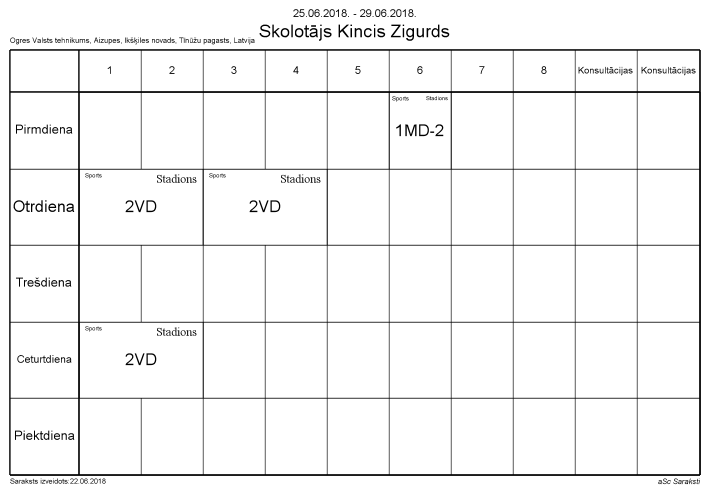 25.06.2018. - 29.06.2018.
Ogres Valsts tehnikums, Aizupes, Ikšķiles novads, Tīnūžu pagasts, Latvija Skolotājs Kincis Zigurds
1 2 3 4 5 6 7 8 Konsultācijas Konsultācijas
Sports Stadions
Pirmdiena 1MD-2
Sports Stadions Sports Stadions
Otrdiena 2VD 2VD
Trešdiena
Sports Stadions
Ceturtdiena 2VD
Piektdiena
Saraksts izveidots:22.06.2018 aSc Saraksti